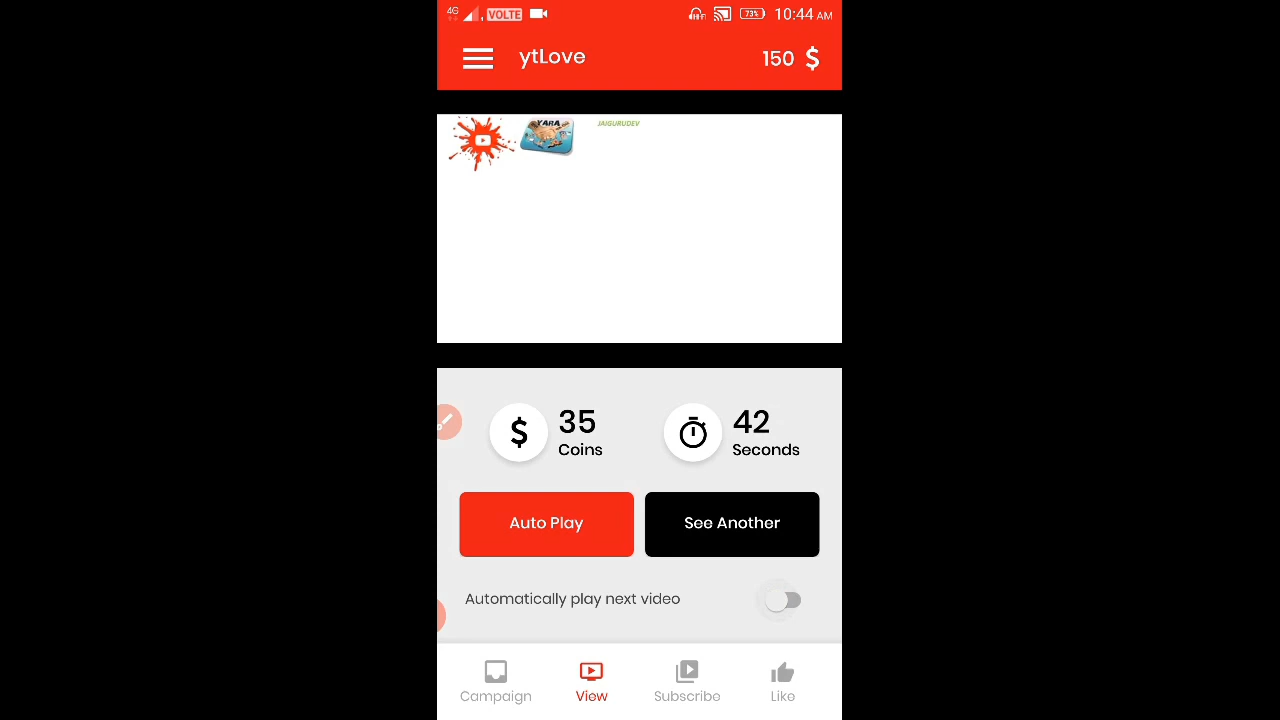 4G VOLTE 73% 10:44 AM
ytLove 150 $
YARA JAIGURUDEV
$ 35 Coins
42 Seconds
Auto Play
See Another
Automatically play next video
Campaign View Subscribe Like